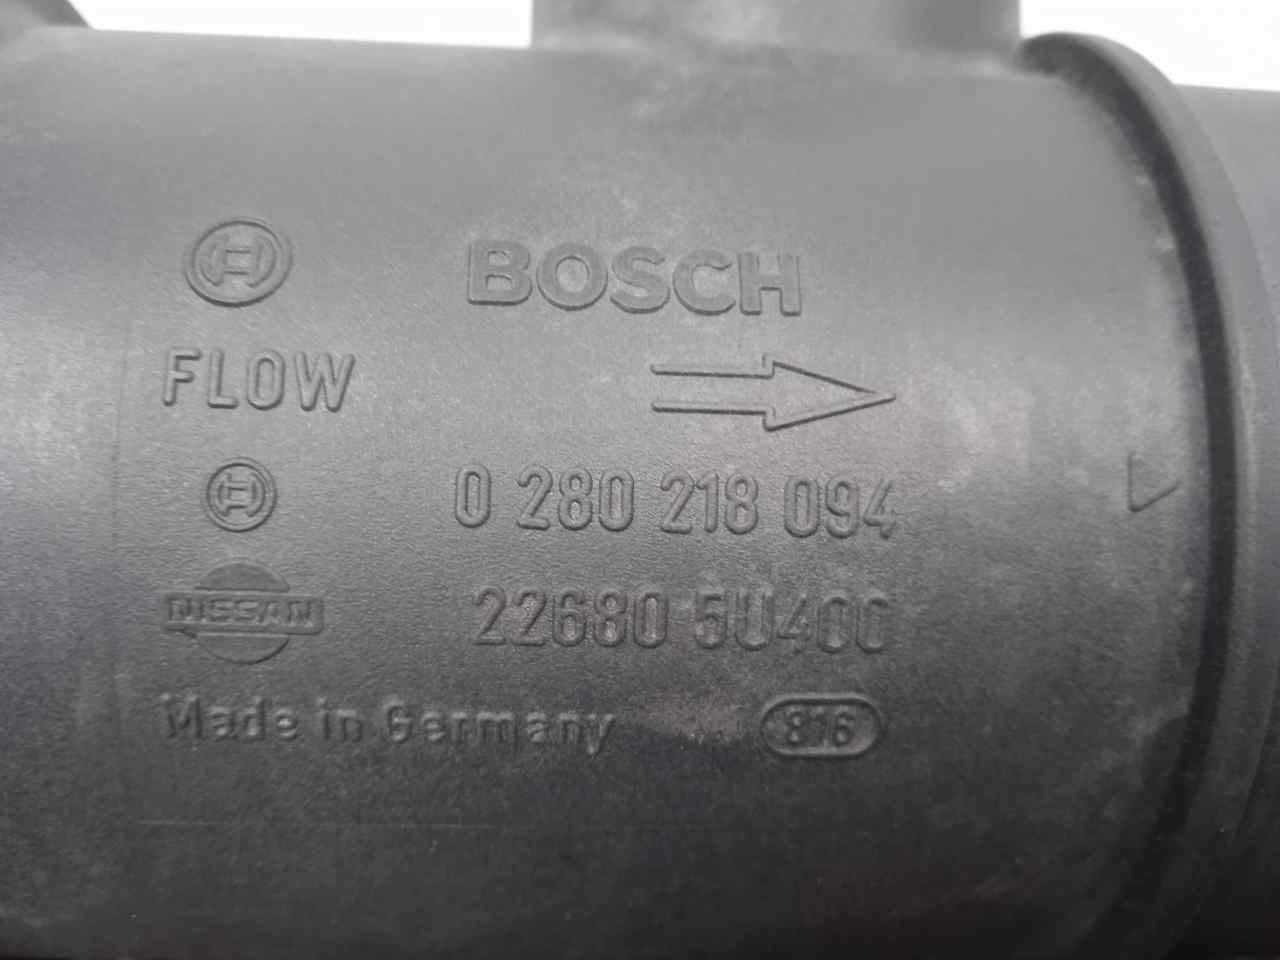 BOSCH
FLOW
0 280 218 094
NISSAN 22680 5U400
Made in Germany 816